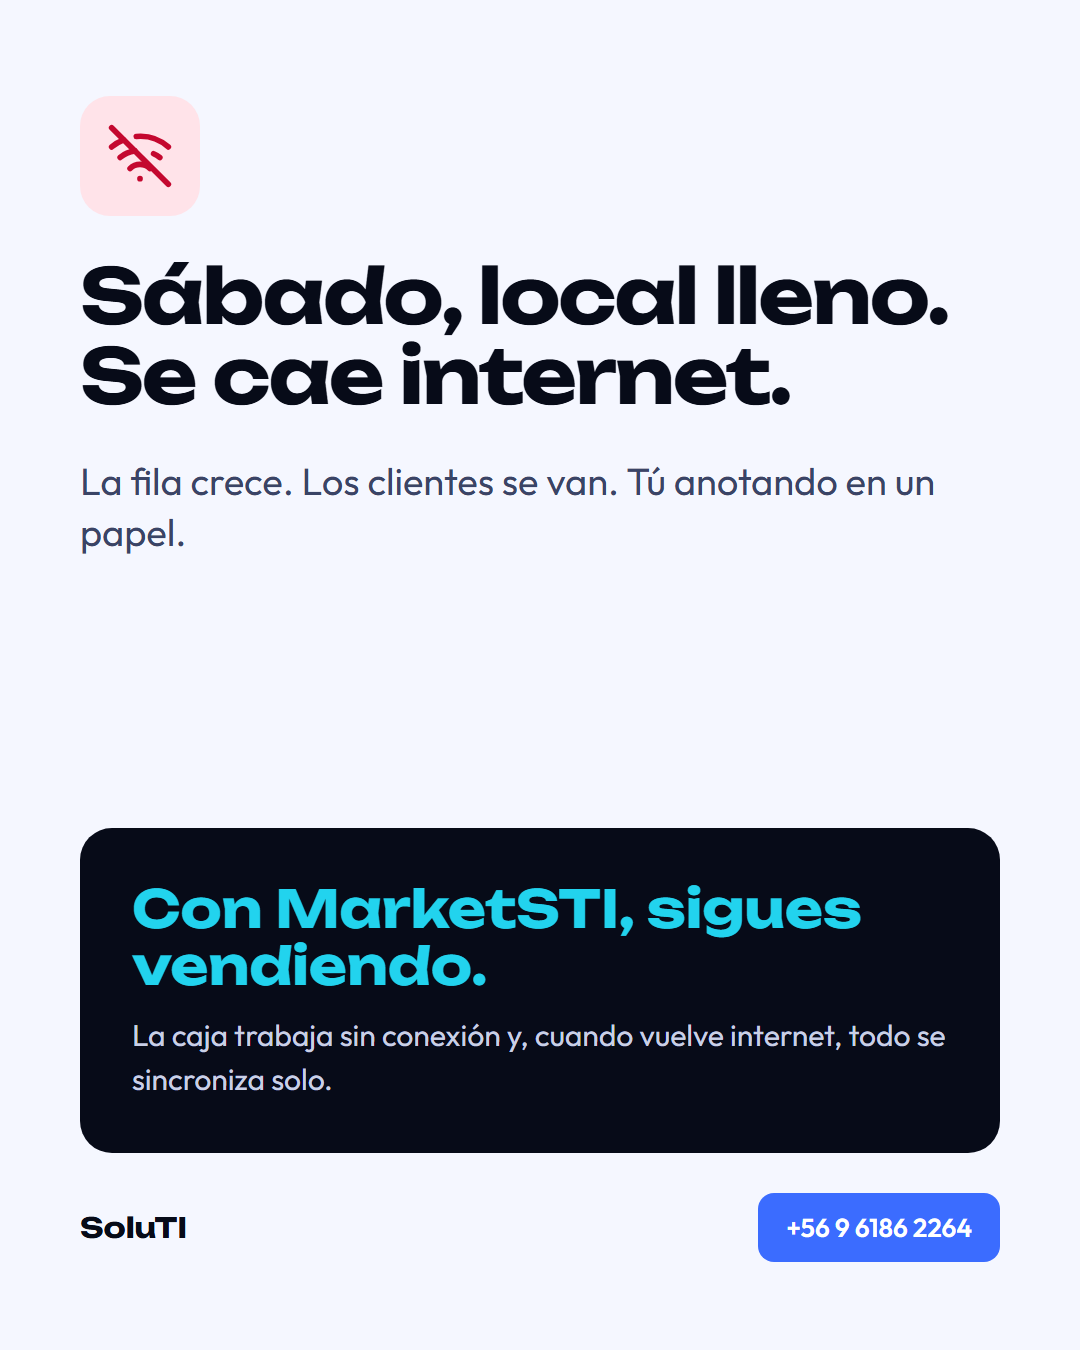 Sábado, local lleno.
Se cae internet.
La fila crece. Los clientes se van. Tú anotando en un
papel.
Con MarketSTI, sigues
vendiendo.
La caja trabaja sin conexión y, cuando vuelve internet, todo se
sincroniza solo.
SoluTI
+56 9 6186 2264